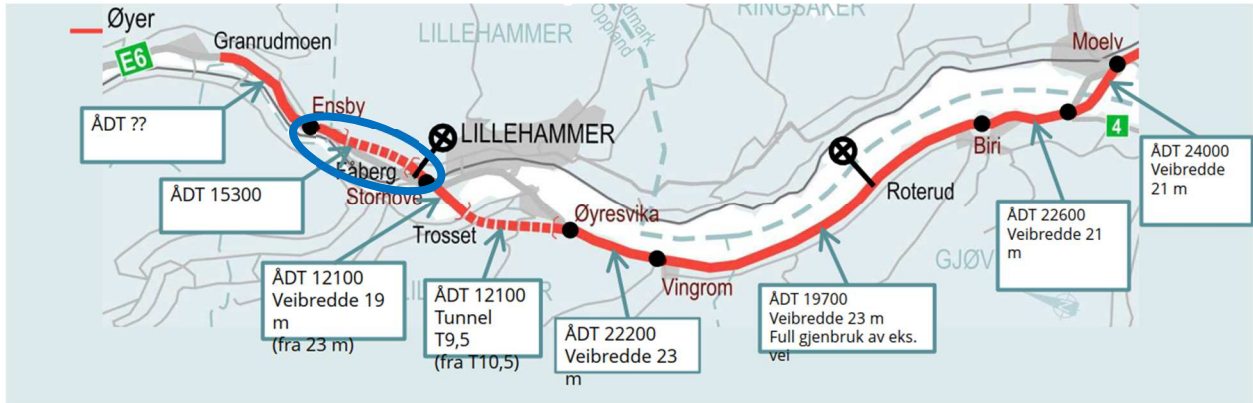 Øyer
Granrudmoen
E6
LILLEHAMMER
Oppland
RINGSAKER
Moelv
ÅDT ??
Ensby
LILLEHAMMER
4
ÅDT 24000
Veibredde
21 m
ÅDT 15300
Fåberg
Storhove
Biri
Roterud
Øyresvika
ÅDT 22600
Veibredde 21
m
Trosset
Vingrom
GJØV
ÅDT 12100
Veibredde 19
m
(fra 23 m)
ÅDT 12100
Tunnel
T9,5
(fra T10,5)
ÅDT 22200
Veibredde 23
m
ÅDT 19700
Veibredde 23 m
Full gjenbruk av eks.
vei